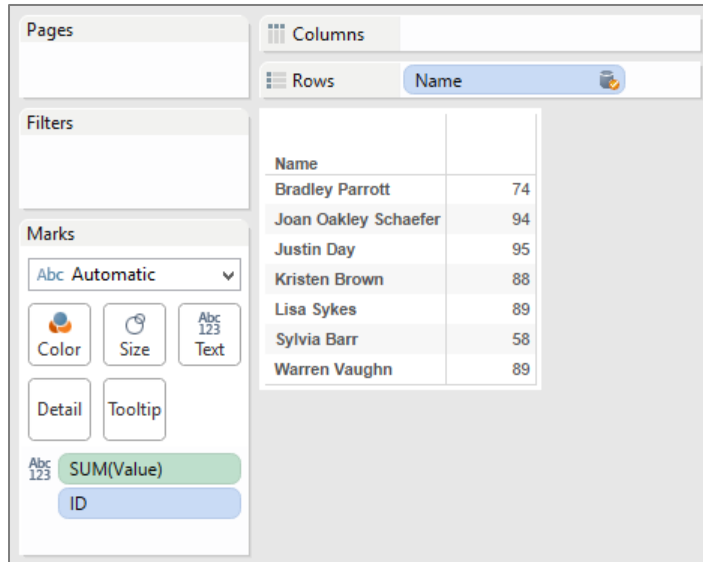 Pages
Columns
Rows Name
Filters
Name
Bradley Parrott 74
Joan Oakley Schaefer 94
Justin Day 95
Kristen Brown 88
Lisa Sykes 89
Sylvia Barr 58
Warren Vaughn 89
Marks
Abc Automatic
Color Size Abc 123 Text
Detail Tooltip
Abc 123 SUM(Value)
ID